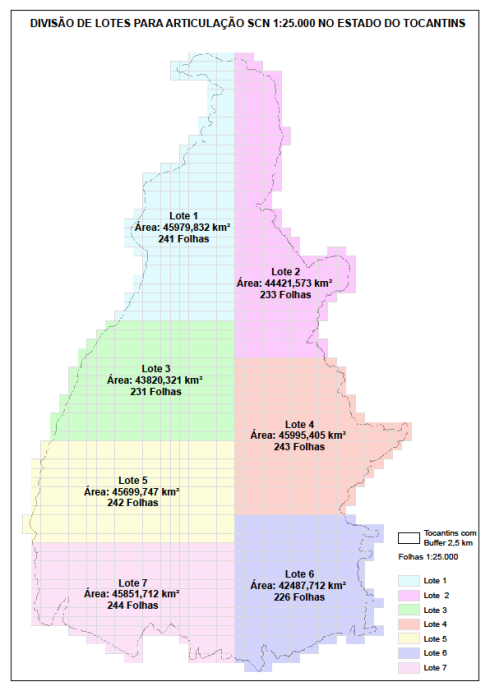 DIVISÃO DE LOTES PARA ARTICULAÇÃO SCN 1:25.000 NO ESTADO DO TOCANTINS
Lote 1
Área: 45979,832 km²
241 Folhas
Lote 2
Área: 44421,573 km²
233 Folhas
Lote 3
Área: 43820,321 km²
231 Folhas
Lote 4
Área: 45995,405 km²
243 Folhas
Lote 5
Área: 45699,747 km²
242 Folhas
Lote 6
Área: 42487,712 km²
226 Folhas
Lote 7
Área: 45851,712 km²
244 Folhas
Tocantins com
Buffer 2,5 km
Folhas 1:25.000
Lote 1
Lote 2
Lote 3
Lote 4
Lote 5
Lote 6
Lote 7